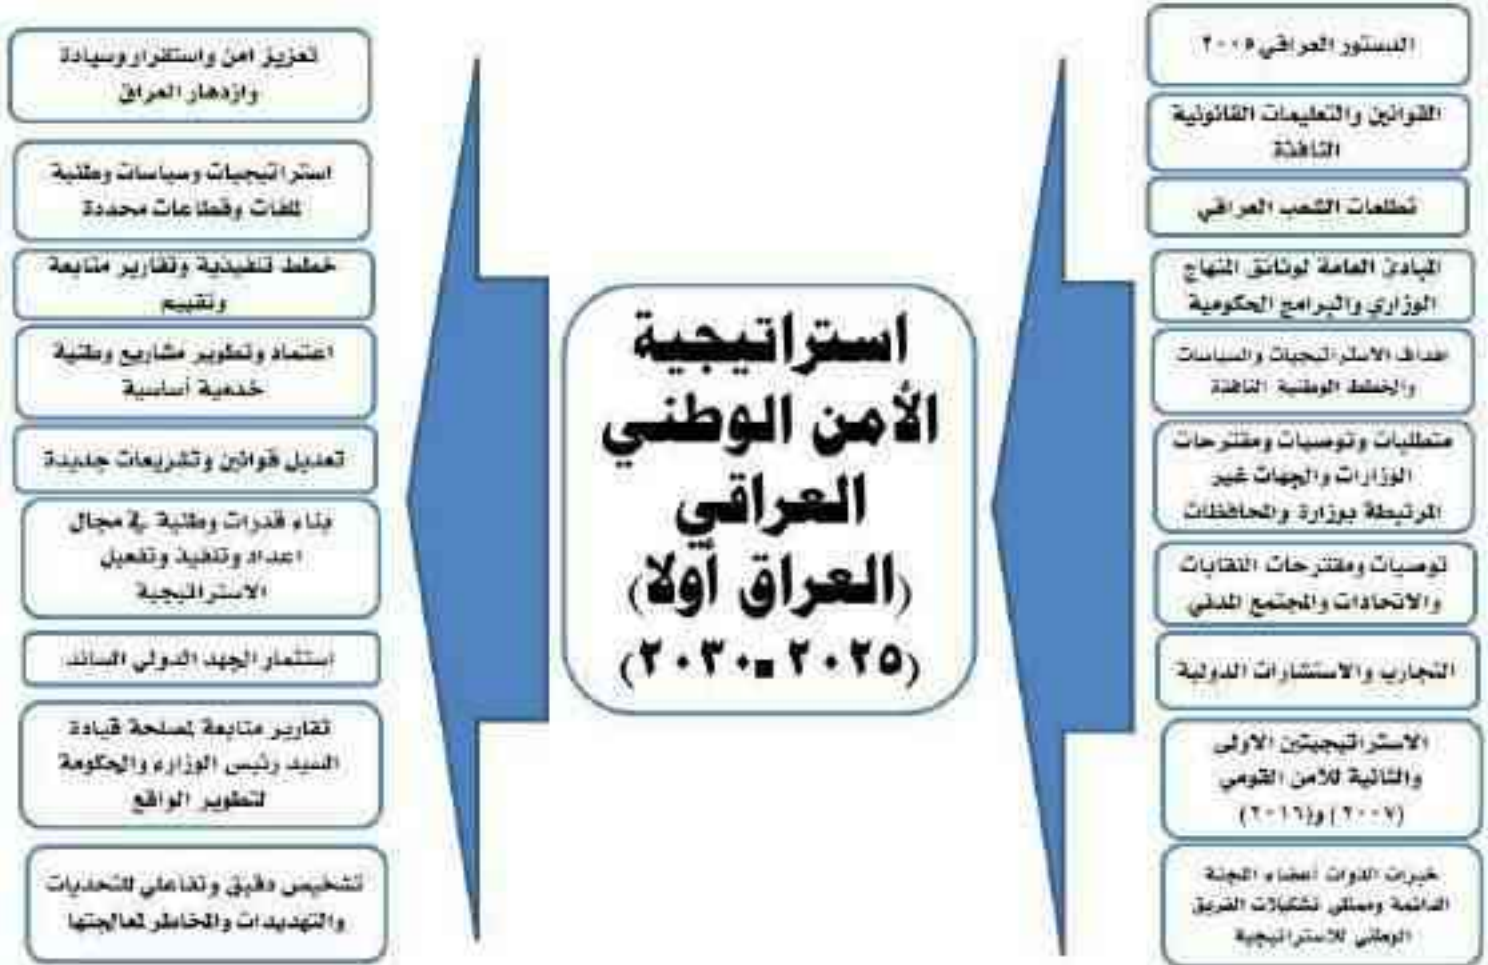 الدستور العراقي ٢٠٠٥
القوانين والتعليمات القانونية
النافذة
تطلعات الشعب العراقي
المبادئ العامة لوثائق المنهاج
الوزاري والبرامج الحكومية
اهداف الاستراتيجيات والسياسات
والخطط الوطنية النافذة
متطلبات وتوصيات ومقترحات
الوزارات والجهات غير
المرتبطة بوزارة والمحافظات
توصيات ومقترحات النقابات
والاتحادات والمجتمع المدني
التجارب والاستشارات الدولية
الاستراتيجيتين الاولى
والثانية للأمن القومي
(٢٠٠٧) و(٢٠١٦)
خبرات الذوات أعضاء اللجنة
الدائمة وممثلي تشكيلات الفريق
الوطني للاستراتيجية
استراتيجية
الأمن الوطني
العراقي
(العراق أولا)
(٢٠٢٥ - ٢٠٣٠)
تعزيز امن واستقرار وسيادة
وازدهار العراق
استراتيجيات وسياسات وطنية
لفئات وقطاعات محددة
خطط تنفيذية وتقارير متابعة
وتقييم
اعتماد وتطوير مشاريع وطنية
خدمية أساسية
تعديل قوانين وتشريعات جديدة
بناء قدرات وطنية في مجال
اعداد وتنفيذ وتفعيل
الاستراتيجية
استثمار الجهد الدولي الساند
تقارير متابعة لمصلحة قيادة
السيد رئيس الوزراء والحكومة
لتطوير الواقع
تشخيص دقيق وتفاعلي للتحديات
والتهديدات والمخاطر لمعالجتها